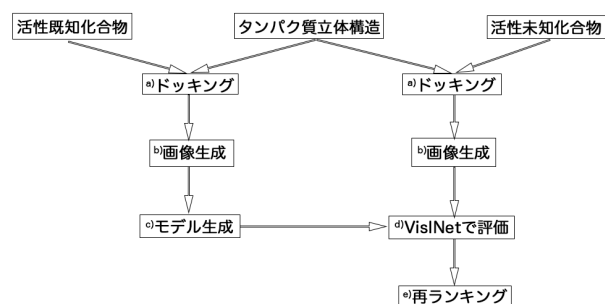 活性既知化合物 タンパク質立体構造 活性未知化合物
a)ドッキング a)ドッキング
b)画像生成 b)画像生成
c)モデル生成 d)VisINetで評価
e)再ランキング